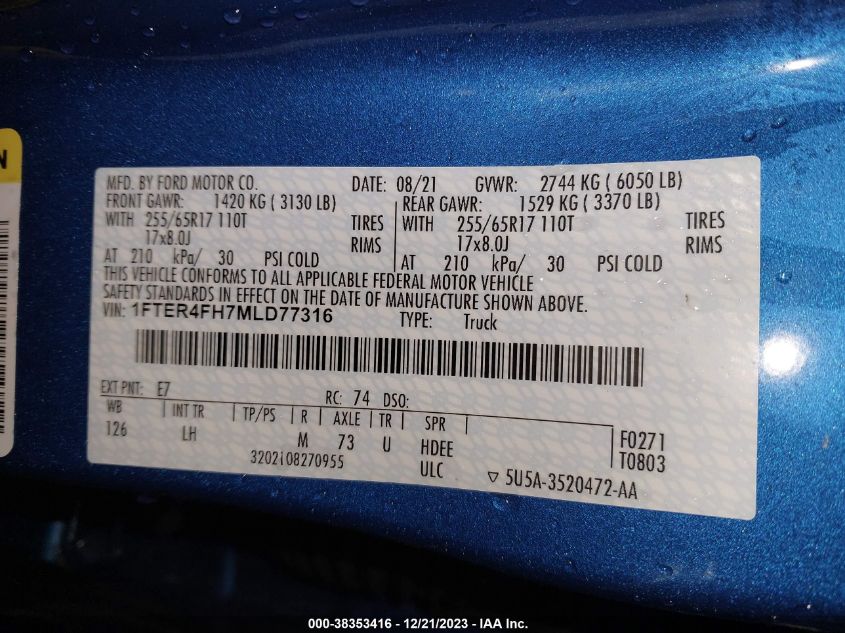 N
MFD. BY FORD MOTOR CO. DATE: 08/21 GVWR: 2744 KG ( 6050 LB)
FRONT GAWR: 1420 KG ( 3130 LB) REAR GAWR: 1529 KG ( 3370 LB)
WITH 255/65R17 110T TIRES WITH 255/65R17 110T TIRES
17x8.0J RIMS 17x8.0J RIMS
AT 210 kPa/ 30 PSI COLD AT 210 kPa/ 30 PSI COLD
THIS VEHICLE CONFORMS TO ALL APPLICABLE FEDERAL MOTOR VEHICLE
SAFETY STANDARDS IN EFFECT ON THE DATE OF MANUFACTURE SHOWN ABOVE.
VIN: 1FTER4FH7MLD77316 TYPE: Truck
EXT PNT: E7 RC: 74 DSO:
WB INT TR TP/PS R AXLE TR SPR
126 LH M 73 U HDEE F0271
3202108270955 ULC T0803
▽ 5U5A-3520472-AA
000-38353416 - 12/21/2023 - IAA Inc.